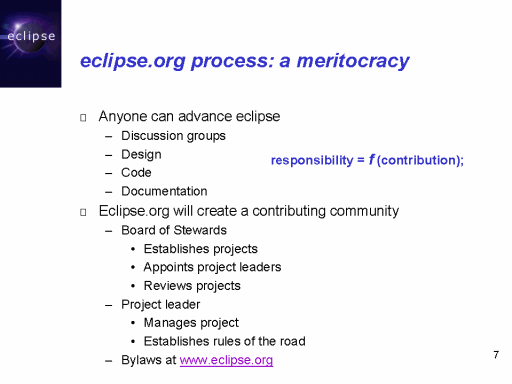 eclipse
eclipse.org process: a meritocracy
Anyone can advance eclipse
– Discussion groups
– Design
responsibility = f (contribution);
– Code
– Documentation
Eclipse.org will create a contributing community
– Board of Stewards
• Establishes projects
• Appoints project leaders
• Reviews projects
– Project leader
• Manages project
• Establishes rules of the road
– Bylaws at www.eclipse.org
7